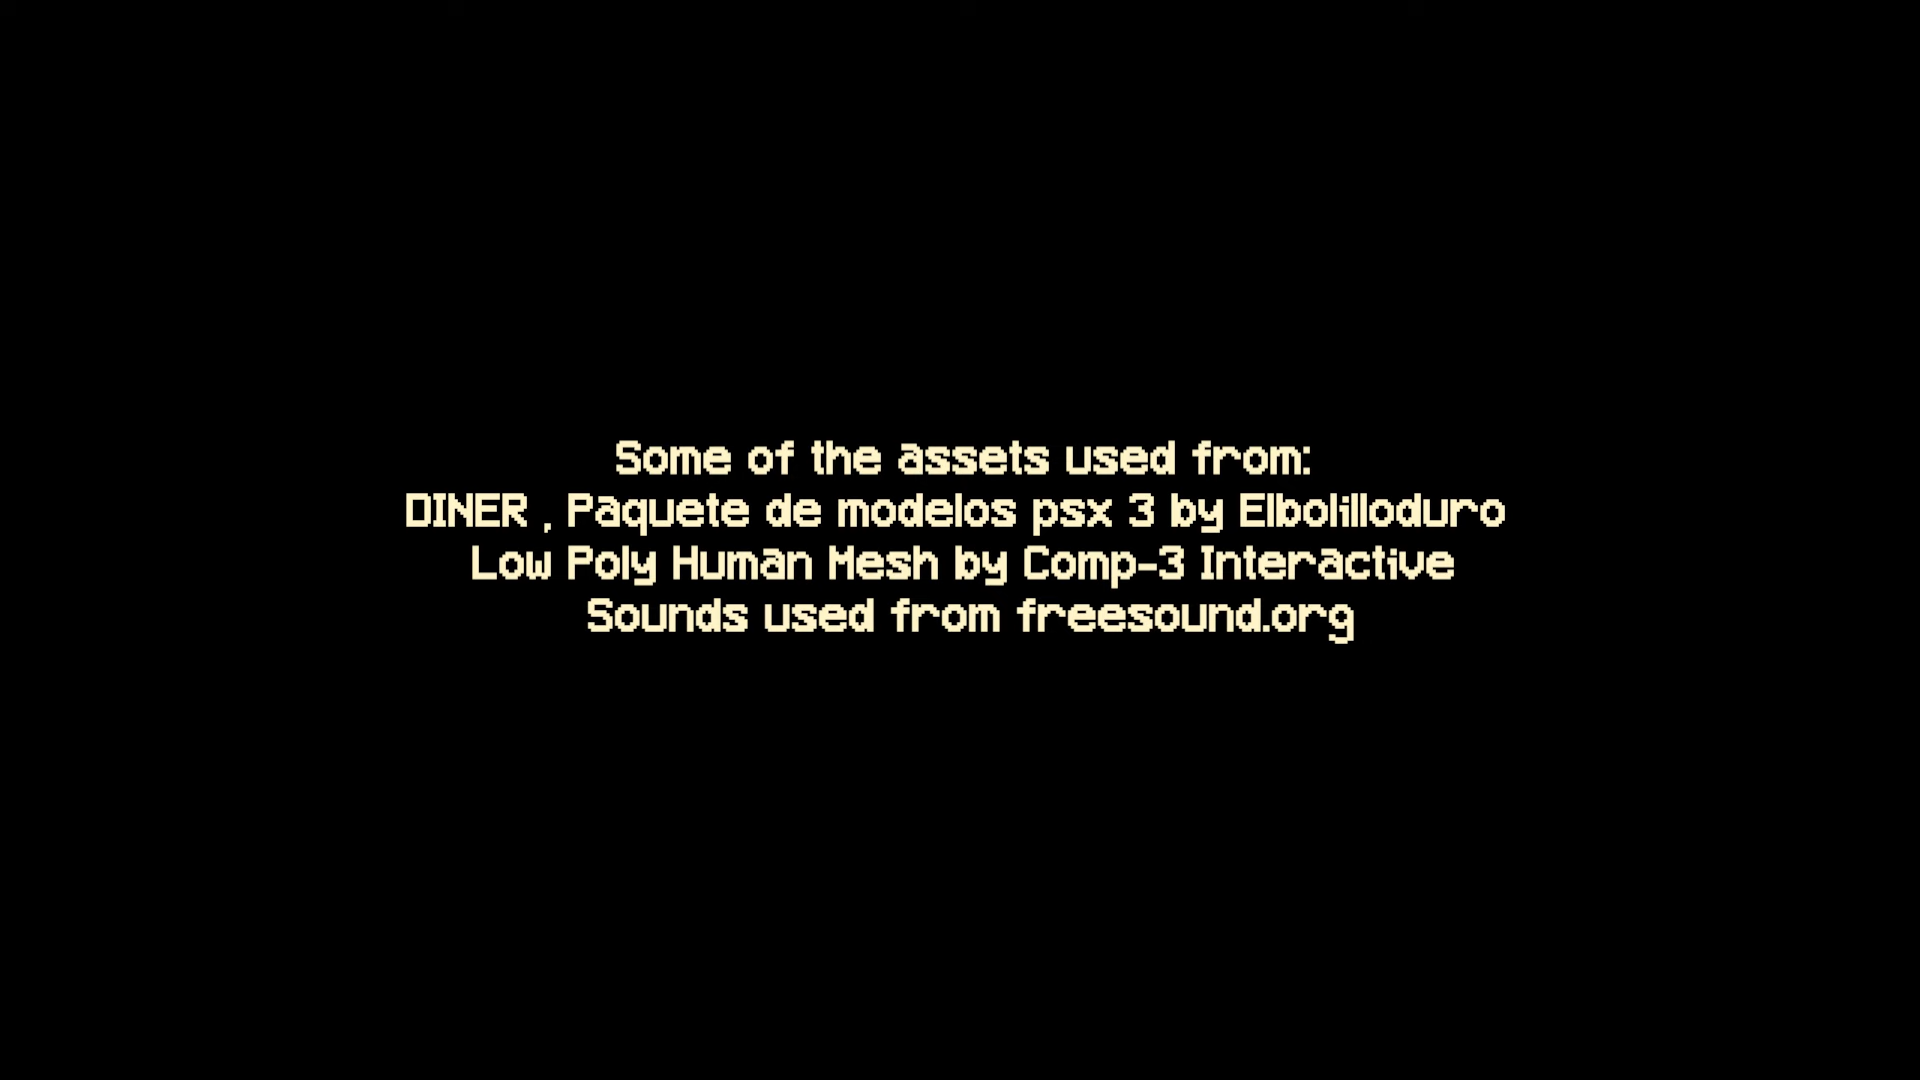 Some of the assets used from:
DINER , Paquete de modelos psx 3 by Elbolilloduro
Low Poly Human Mesh by Comp-3 Interactive
Sounds used from freesound.org